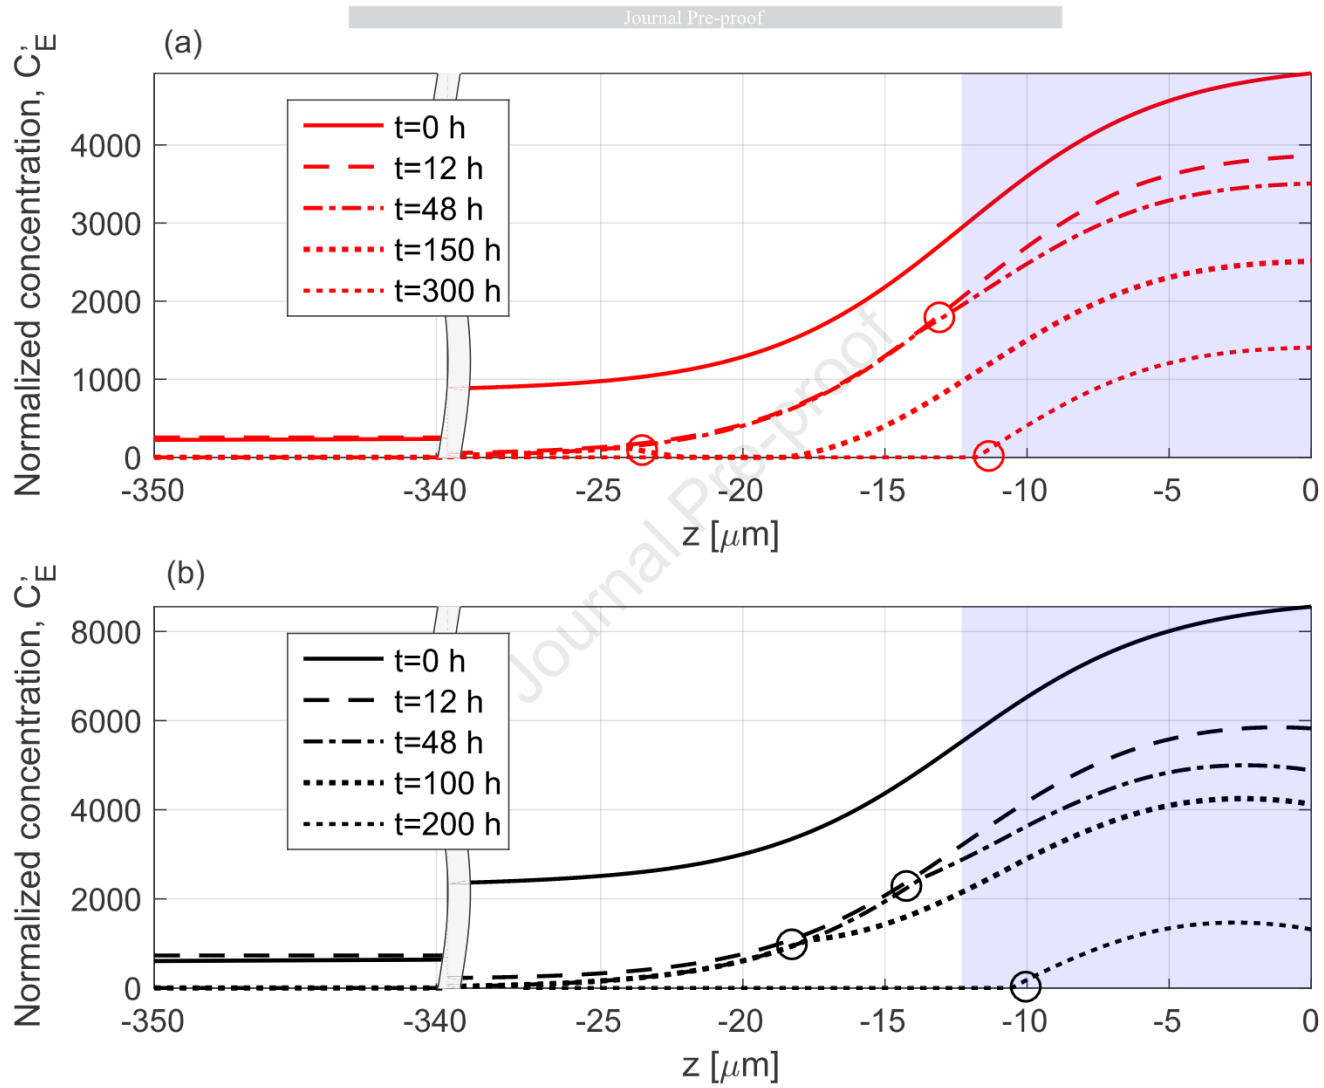 Journal Pre-proof
(a)
Normalized concentration, C'E
4000
3000
2000
1000
0
t=0 h
t=12 h
t=48 h
t=150 h
t=300 h
-350
-340
-25
-20
-15
-10
-5
0
z [μm]
Journal Pre-proof
(b)
Normalized concentration, C'E
8000
6000
4000
2000
0
t=0 h
t=12 h
t=48 h
t=100 h
t=200 h
-350
-340
-25
-20
-15
-10
-5
0
z [μm]